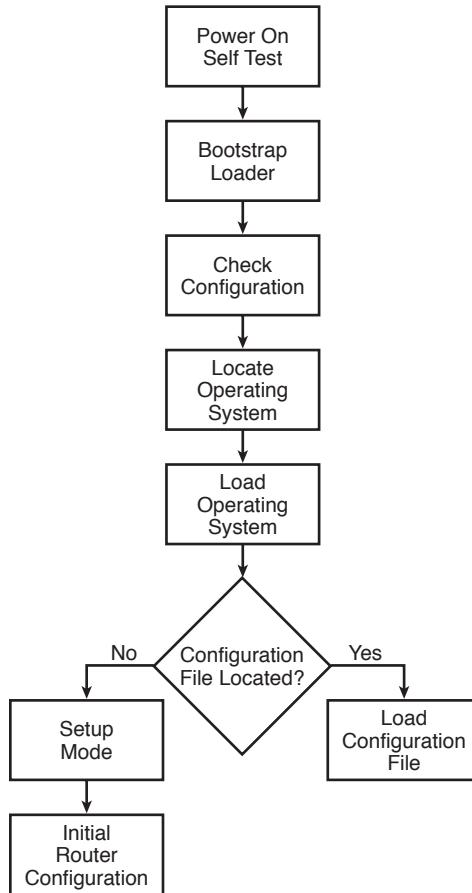 Power On
Self Test
Bootstrap
Loader
Check
Configuration
Locate
Operating
System
Load
Operating
System
Configuration
File Located?
No
Yes
Setup
Mode
Load
Configuration
File
Initial
Router
Configuration